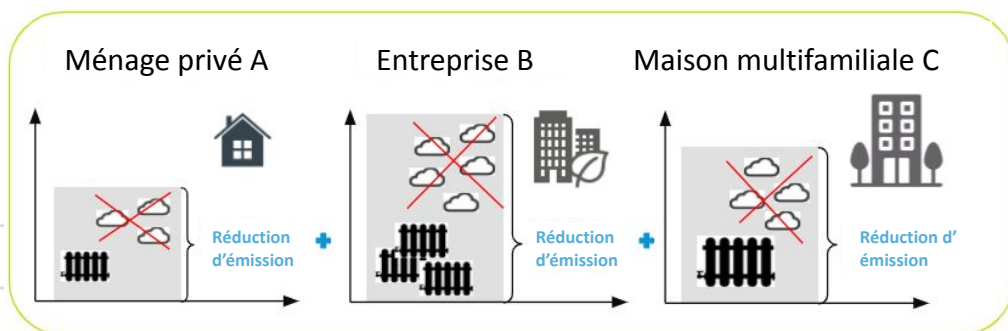 Ménage privé A
Entreprise B
Maison multifamiliale C
Réduction
d'émission
Réduction
d'émission
Réduction d'
émission